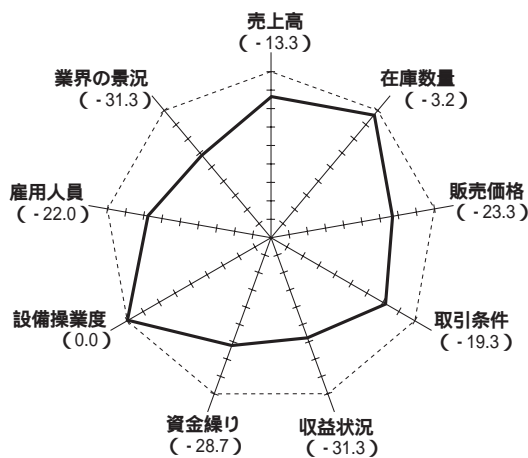 売上高
( - 13.3 )
在庫数量
( - 3.2 )
販売価格
( - 23.3 )
取引条件
( - 19.3 )
収益状況
( - 31.3 )
資金繰り
( - 28.7 )
設備操業度
( 0.0 )
雇用人員
( - 22.0 )
業界の景況
( - 31.3 )